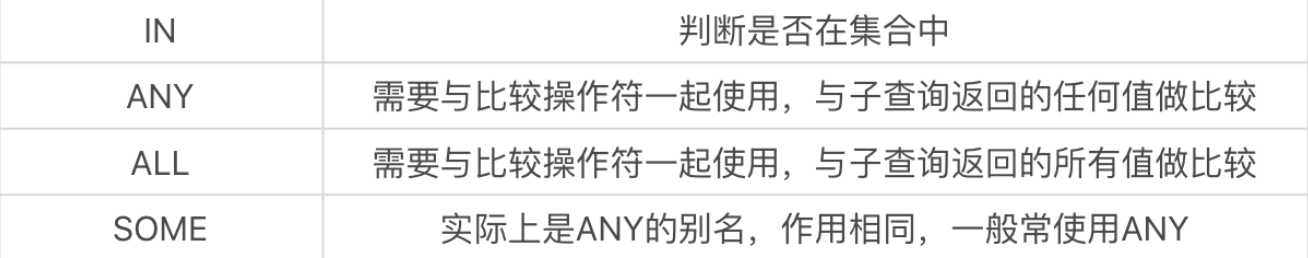 IN 判断是否在集合中
ANY 需要与比较操作符一起使用，与子查询返回的任何值做比较
ALL 需要与比较操作符一起使用，与子查询返回的所有值做比较
SOME 实际上是ANY的别名，作用相同，一般常使用ANY